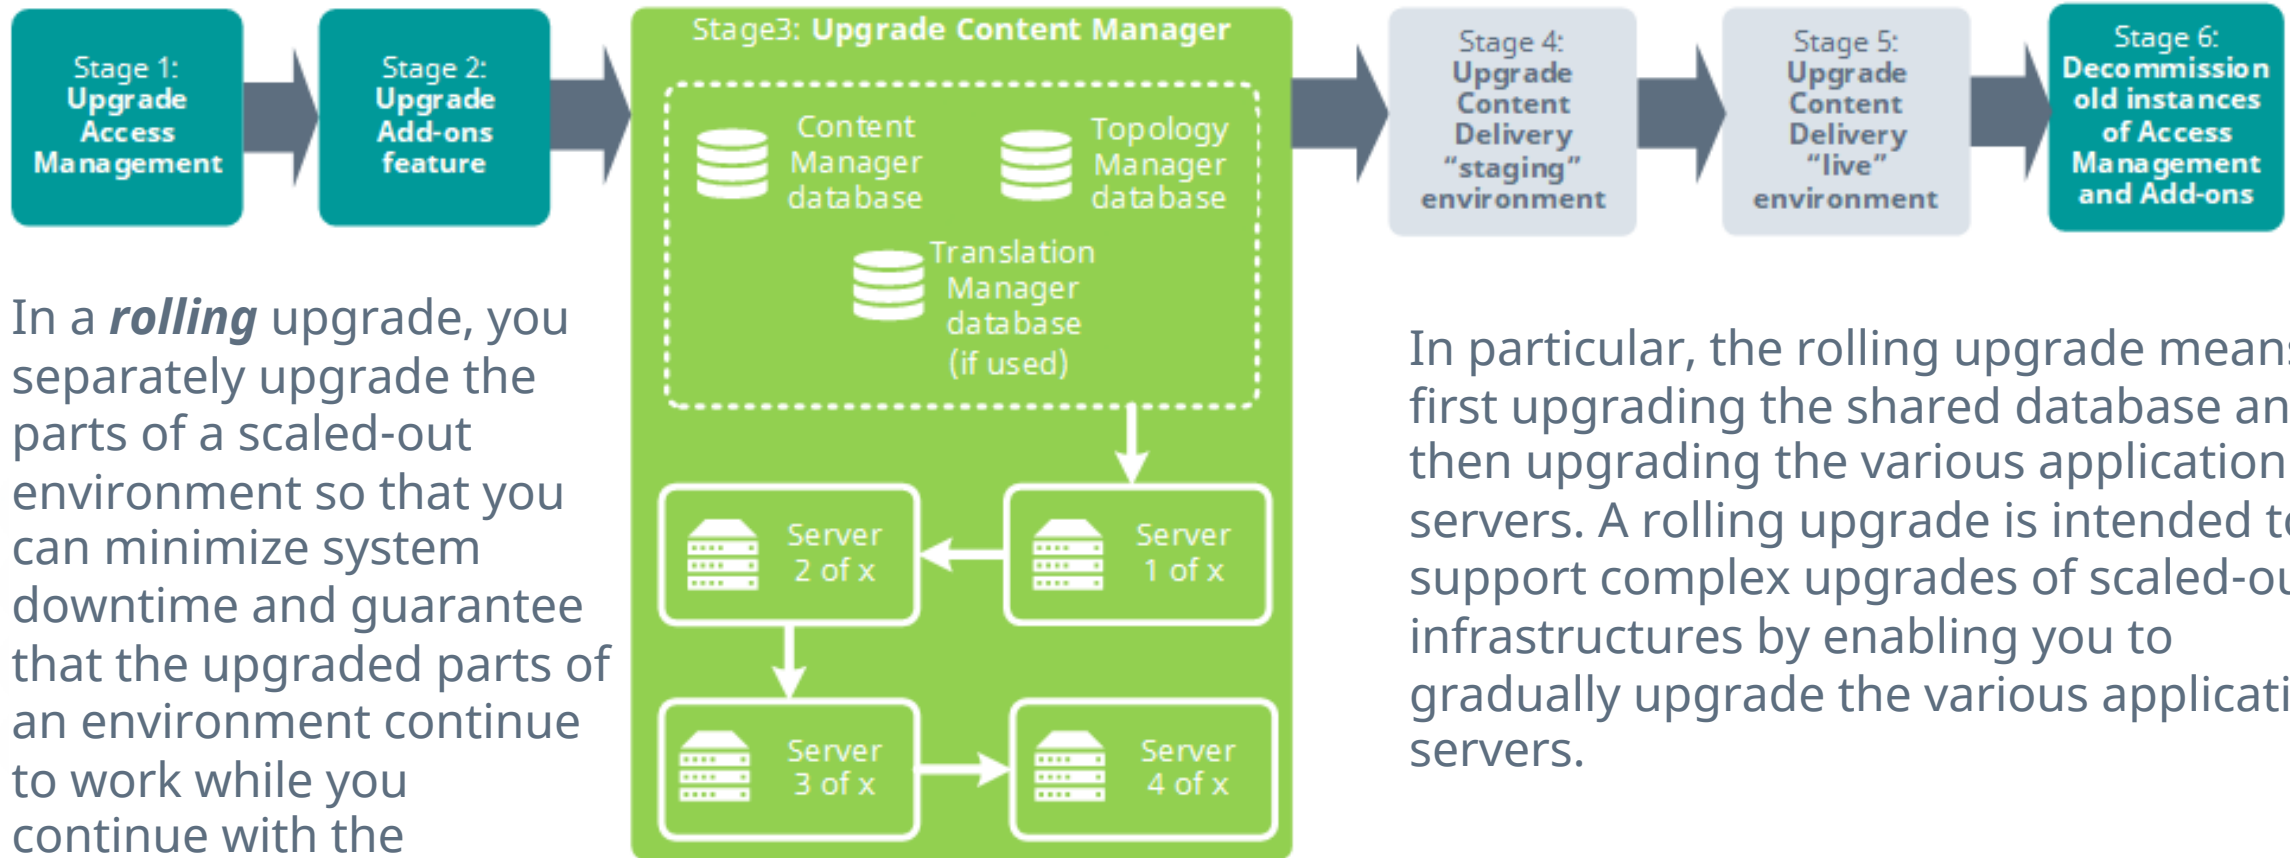 Stage 1:
Upgrade
Access
Management
Stage 2:
Upgrade
Add-ons
feature
Stage3: Upgrade Content Manager
Content
Manager
database
Topology
Manager
database
Translation
Manager
database
(if used)
Server
1 of x
Server
2 of x
Server
3 of x
Server
4 of x
Stage 4:
Upgrade
Content
Delivery
“staging”
environment
Stage 5:
Upgrade
Content
Delivery
“live”
environment
Stage 6:
Decommission
old instances
of Access
Management
and Add-ons
In a rolling upgrade, you
separately upgrade the
parts of a scaled-out
environment so that you
can minimize system
downtime and guarantee
that the upgraded parts of
an environment continue
to work while you
continue with the
In particular, the rolling upgrade means
first upgrading the shared database an
then upgrading the various application
servers. A rolling upgrade is intended to
support complex upgrades of scaled-ou
infrastructures by enabling you to
gradually upgrade the various applicati
servers.